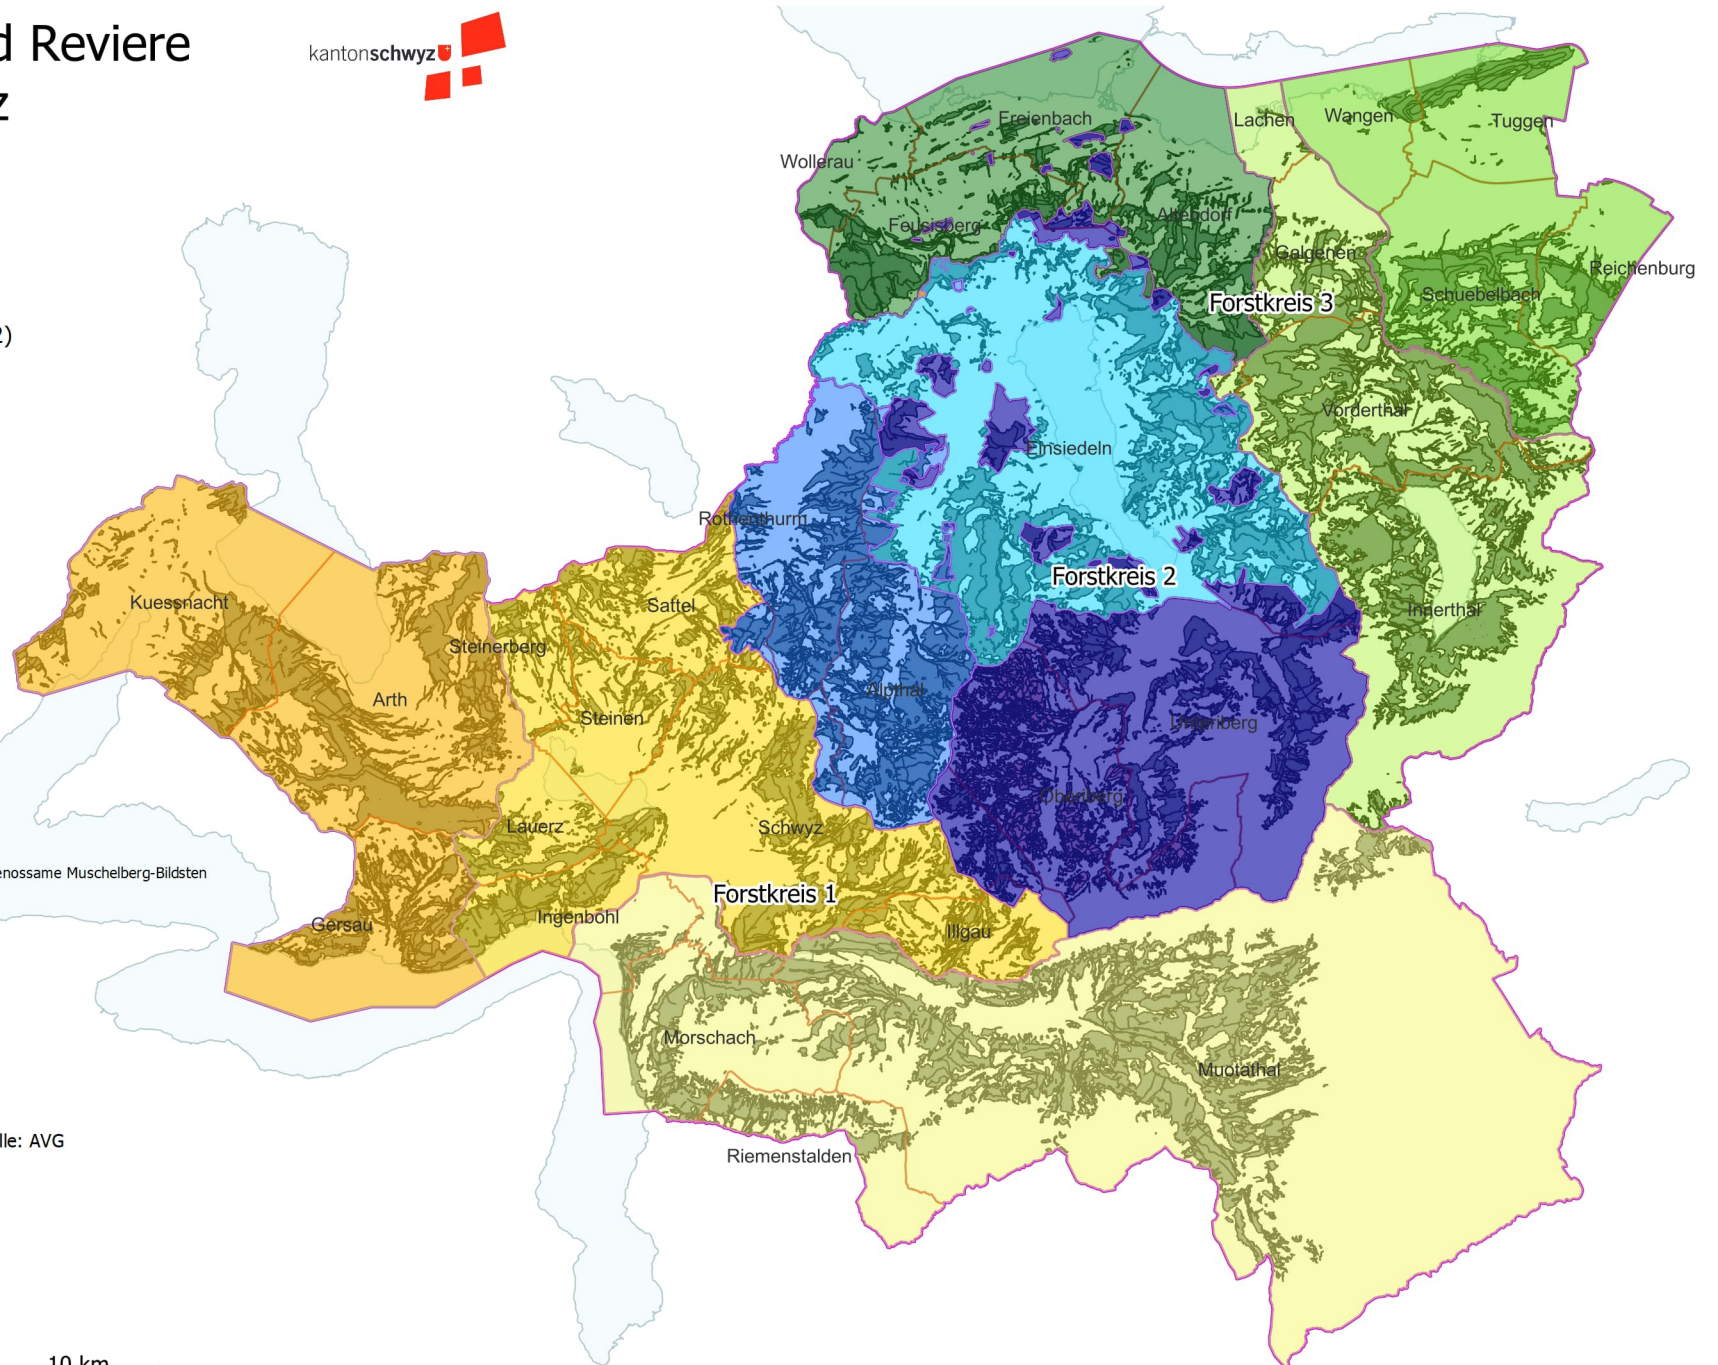 d Reviere
kantonschwyz
z
Freienbach
Lachen
Wangen
Tuggen
Wollerau
Feusisberg
Altendorf
Galgenen
Reichenburg
Schuebelbach
Forstkreis 3
2)
Vorderthal
Einsiedeln
Rothenthurm
Forstkreis 2
Kuessnacht
Sattel
Innerthal
Steinerberg
Arth
Alpthal
Steinen
Unteriberg
Oberiberg
Lauerz
Schwyz
enossame Muschelberg-Bildsten
Forstkreis 1
Gersau
Ingenbohl
Illgau
Morschach
Muotathal
lle: AVG
Riemenstalden
10 km